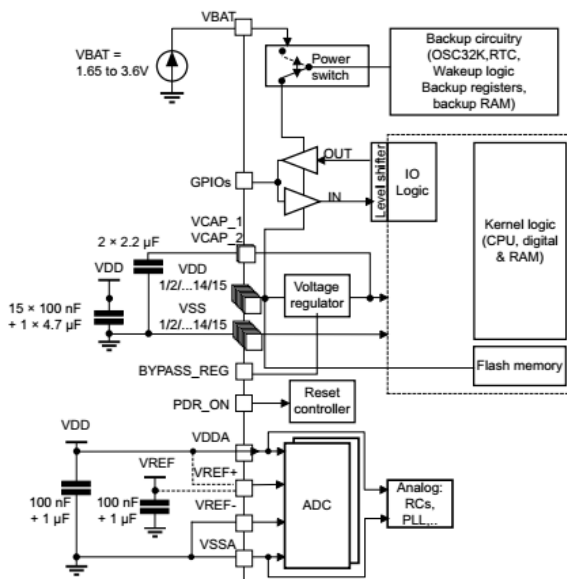 VBAT
VBAT =
1.65 to 3.6V
Power
switch
Backup circuitry
(OSC32K,RTC,
Wakeup logic
Backup registers,
backup RAM)
OUT
GPIOs
IN
Level shifter
IO
Logic
Kernel logic
(CPU, digital
& RAM)
VCAP_1
VCAP_2
2 × 2.2 μF
VDD
VDD
1/2/...14/15
Voltage
regulator
15 × 100 nF
+ 1 × 4.7 μF
VSS
1/2/...14/15
Flash memory
BYPASS_REG
PDR_ON
Reset
controller
VDD
VDDA
VREF
VREF+
100 nF
+ 1 μF
100 nF
+ 1 μF
VREF-
ADC
Analog:
RCs,
PLL,..
VSSA